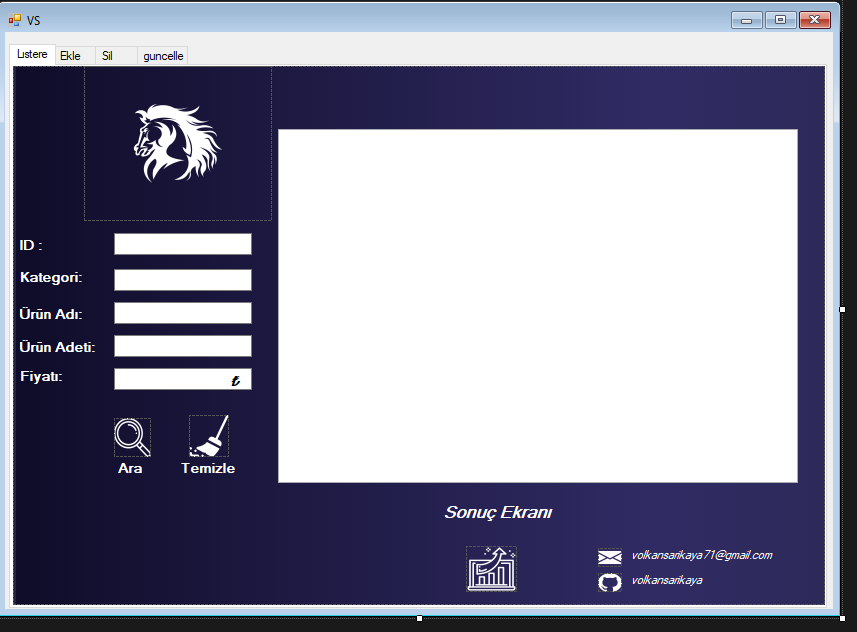 VS
Listere Ekle Sil guncelle
ID :
Kategori:
Ürün Adı:
Ürün Adeti:
Fiyatı:
₺
Ara Temizle
Sonuç Ekranı
volkansarikaya71@gmail.com
volkansarikaya